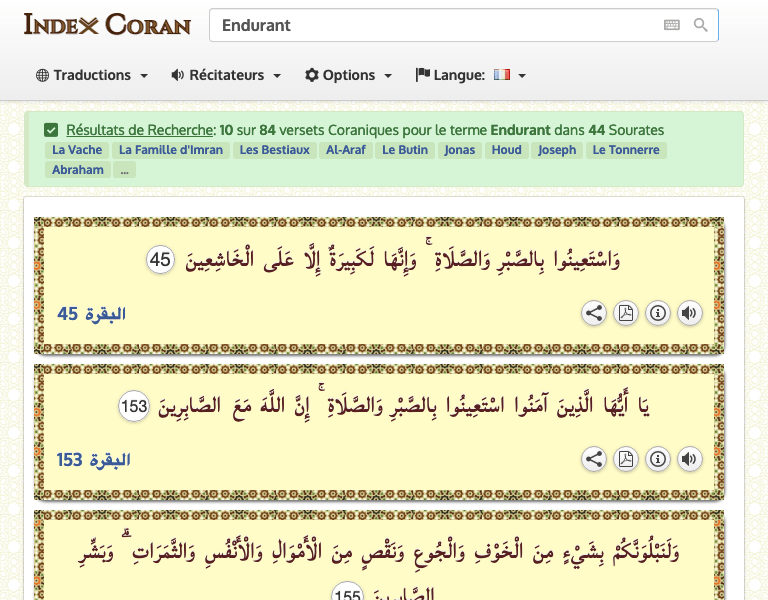 INDEX CORAN
Endurant
Traductions
Récitateurs
Options
Langue:
Résultats de Recherche: 10 sur 84 versets Coraniques pour le terme Endurant dans 44 Sourates
La Vache La Famille d'Imran Les Bestiaux Al-Araf Le Butin Jonas Houd Joseph Le Tonnerre
Abraham ...
وَاسْتَعِينُوا بِالصَّبْرِ وَالصَّلَاةِ ۚ وَإِنَّهَا لَكَبِيرَةٌ إِلَّا عَلَى الْخَاشِعِينَ 45
البقرة 45
يَا أَيُّهَا الَّذِينَ آمَنُوا اسْتَعِينُوا بِالصَّبْرِ وَالصَّلَاةِ ۚ إِنَّ اللَّهَ مَعَ الصَّابِرِينَ 153
البقرة 153
وَلَنَبْلُوَنَّكُمْ بِشَيْءٍ مِنَ الْخَوْفِ وَالْجُوعِ وَنَقْصٍ مِنَ الْأَمْوَالِ وَالْأَنْفُسِ وَالثَّمَرَاتِ ۗ وَبَشِّرِ
الصَّابِرِينَ 155